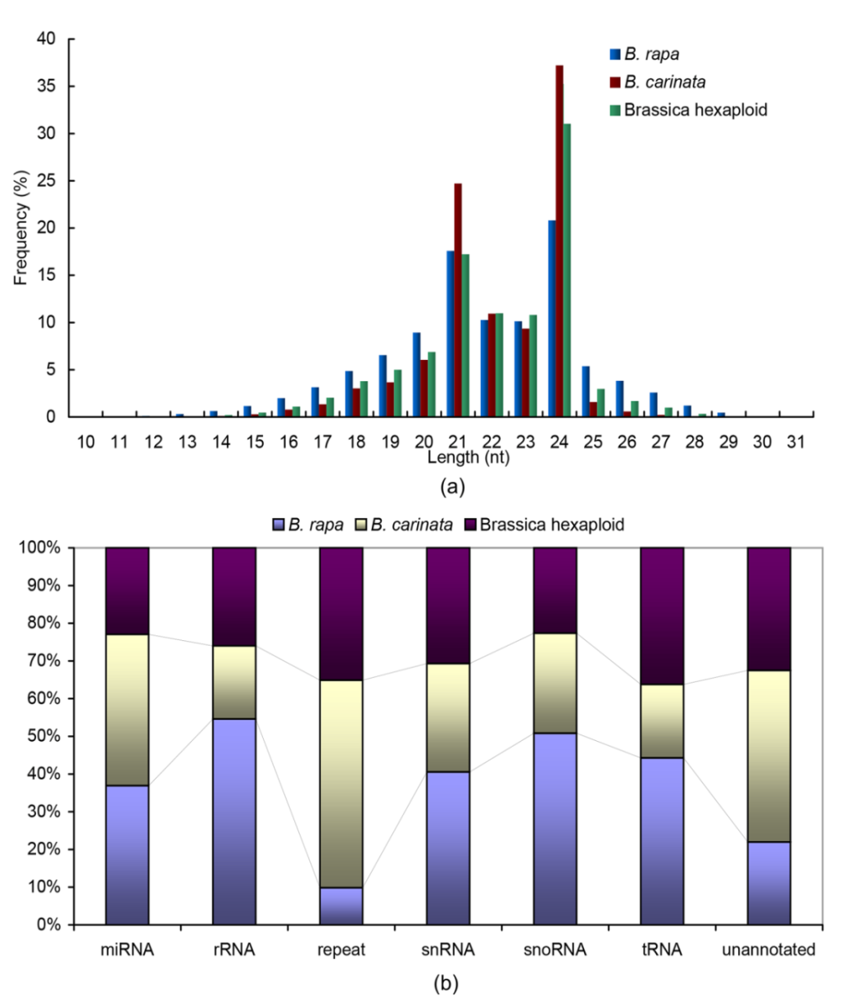 40
35
30
25
20
15
10
5
0
Frequency (%)
B. rapa
B. carinata
Brassica hexaploid
10 11 12 13 14 15 16 17 18 19 20 21 22 23 24 25 26 27 28 29 30 31
Length (nt)
(a)
B. rapa B. carinata Brassica hexaploid
100%
90%
80%
70%
60%
50%
40%
30%
20%
10%
0%
miRNA rRNA repeat snRNA snoRNA tRNA unannotated
(b)